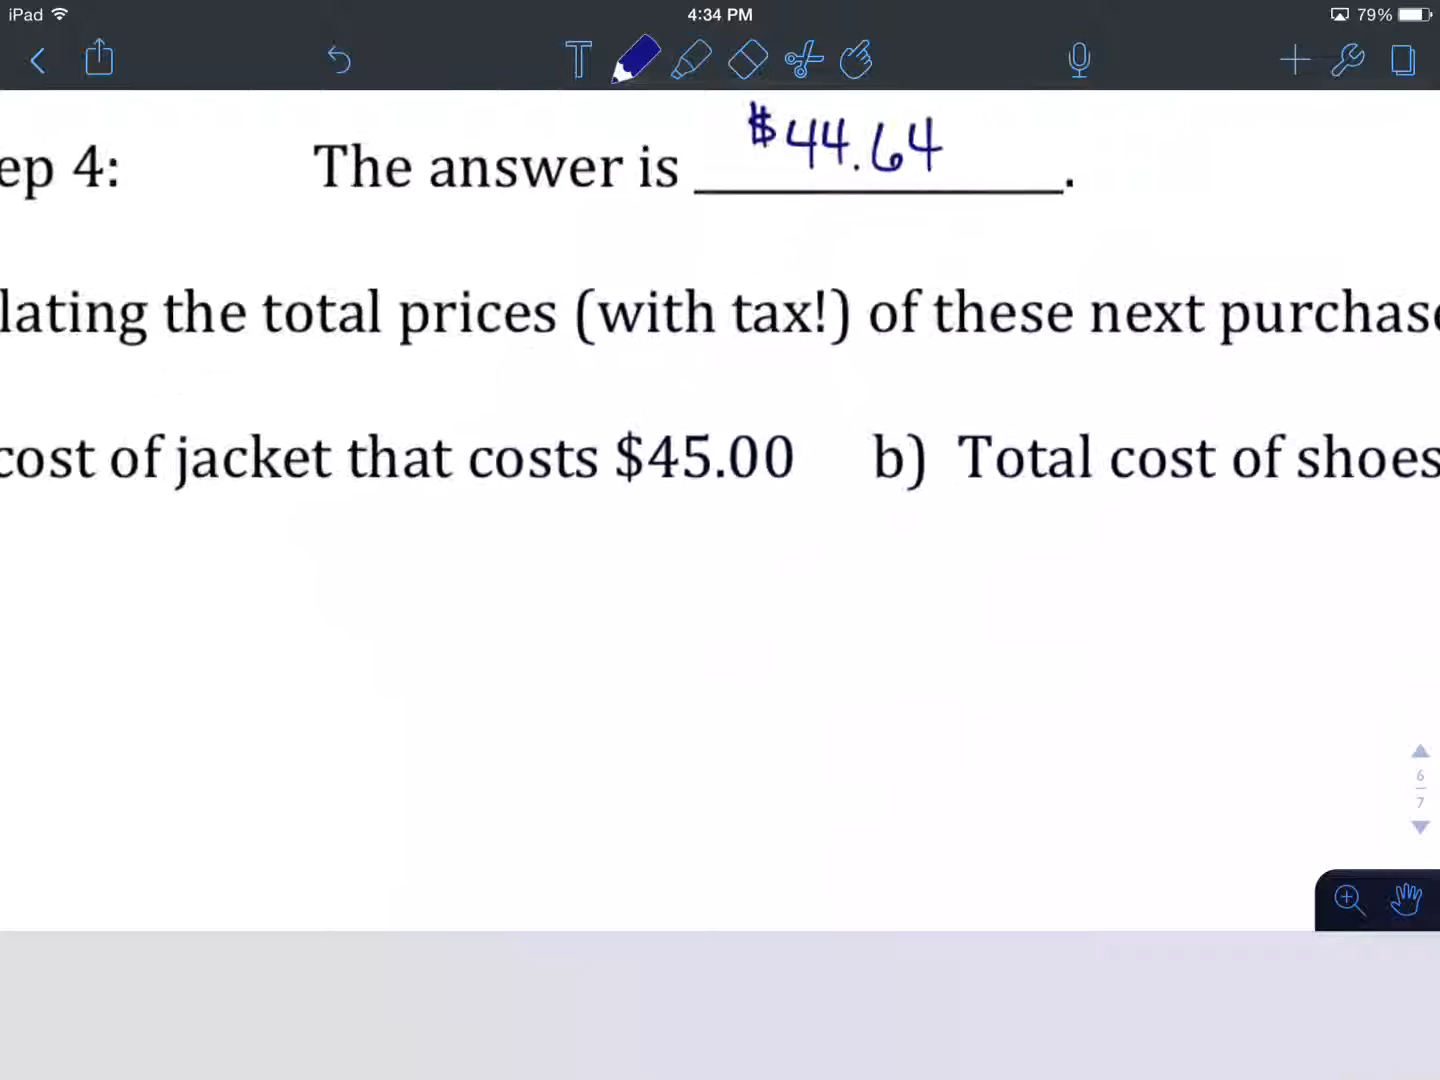 iPad 4:34 PM 79%
T
ep 4: The answer is $44.64.
lating the total prices (with tax!) of these next purchase
cost of jacket that costs $45.00 b) Total cost of shoes
6
7